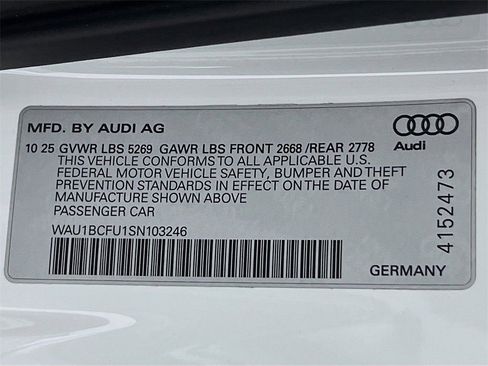 MFD. BY AUDI AG
Audi
10 25 GVWR LBS 5269 GAWR LBS FRONT 2668 /REAR 2778
THIS VEHICLE CONFORMS TO ALL APPLICABLE U.S.
FEDERAL MOTOR VEHICLE SAFETY, BUMPER AND THEFT
PREVENTION STANDARDS IN EFFECT ON THE DATE OF
MANUFACTURE SHOWN ABOVE
PASSENGER CAR
WAU1BCFU1SN103246
4152473
GERMANY